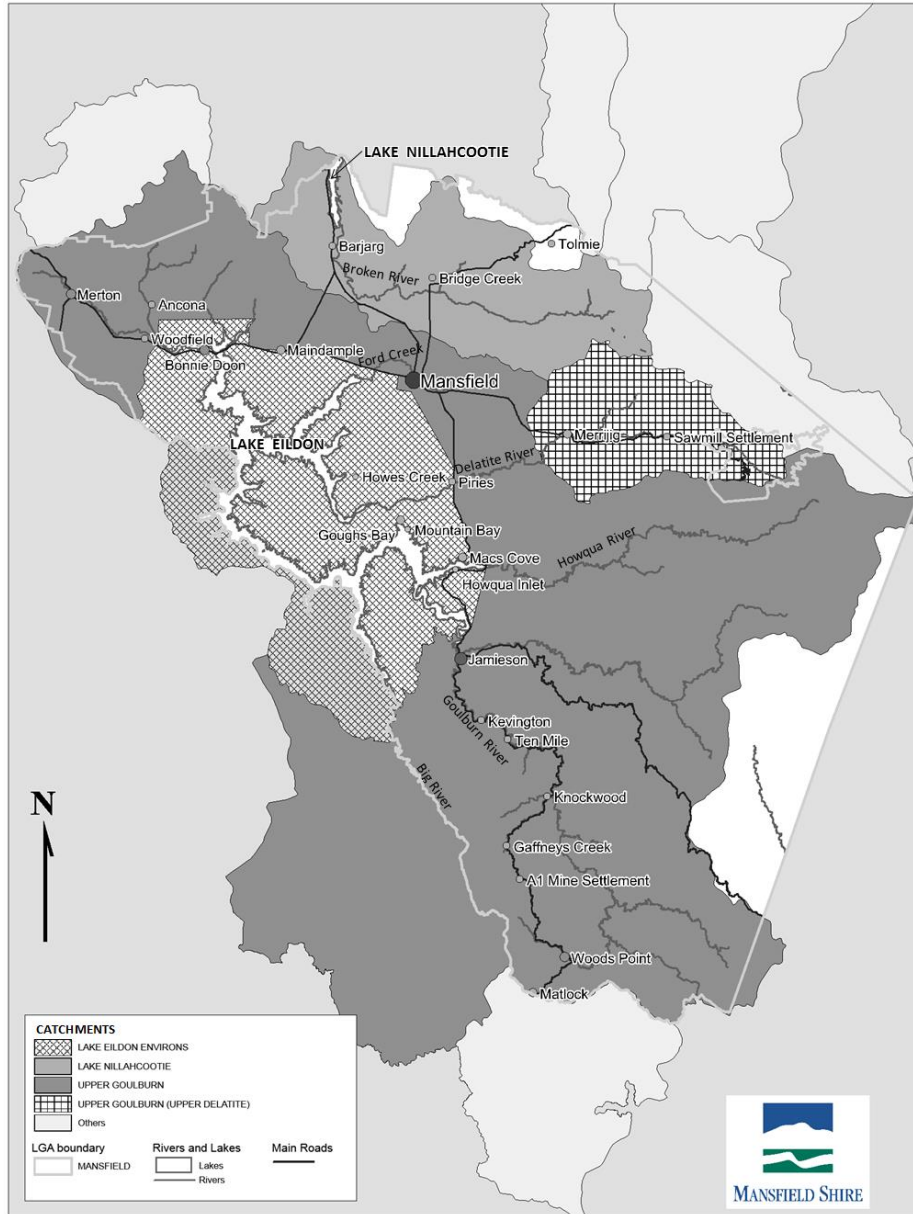 LAKE NILLAHCOOTIE
Tolmie
Barjarg
Broken River
Bridge Creek
Merton
Ancona
Woodfield
Bonnie Doon
Maindample
Ford Creek
Mansfield
LAKE EILDON
Merrijig
Sawmill Settlement
Delatite River
Howes Creek
Piries
Goughs Bay
Mountain Bay
Howqua River
Macs Cove
Howqua Inlet
Jamieson
Goulburn River
Kevington
Ten Mile
Big River
Knockwood
Gaffneys Creek
A1 Mine Settlement
Woods Point
Matlock
N
CATCHMENTS
LAKE EILDON ENVIRONS
LAKE NILLAHCOOTIE
UPPER GOULBURN
UPPER GOULBURN (UPPER DELATITE)
Others
LGA boundary
MANSFIELD
Rivers and Lakes
Lakes
Rivers
Main Roads
MANSFIELD SHIRE